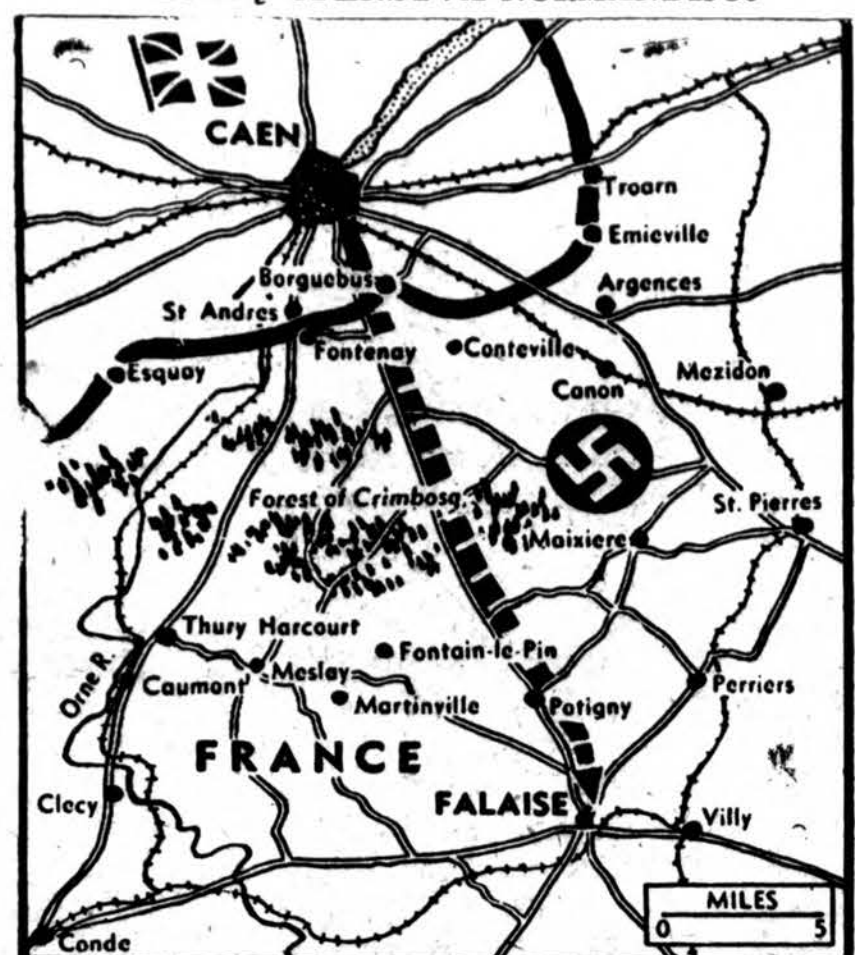 CAEN
Troarn
Emieville
Borguebus
Argences
St Andres
Fontenay
Conteville
Esquay
Canon
Mezidon
Forest of Crimbosq.
St. Pierres
Maixiere
Thury Harcourt
Fontain-le-Pin
Orne R.
Caumont
Meslay
Perriers
Martinville
Potigny
FRANCE
Clecy
FALAISE
Villy
MILES
0 5
Conde